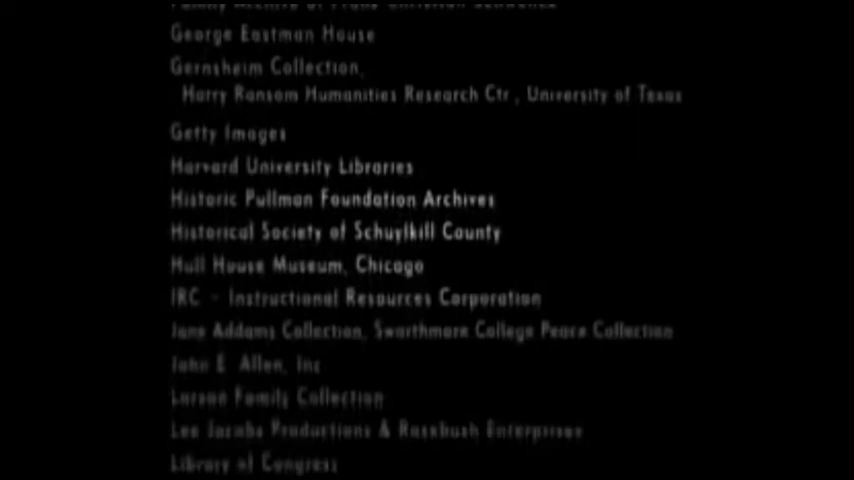 George Eastman House
Gernsheim Collection,
Harry Ransom Humanities Research Ctr., University of Texas
Getty Images
Harvard University Libraries
Historic Pullman Foundation Archives
Historical Society of Schuylkill County
Hull House Museum, Chicago
IRC - Instructional Resources Corporation
Jane Addams Collection, Swarthmore College Peace Collection
John E. Allen, Inc
Larson Family Collection
Lee Jacobs Productions & Raxbush Enterprises
Library of Congress